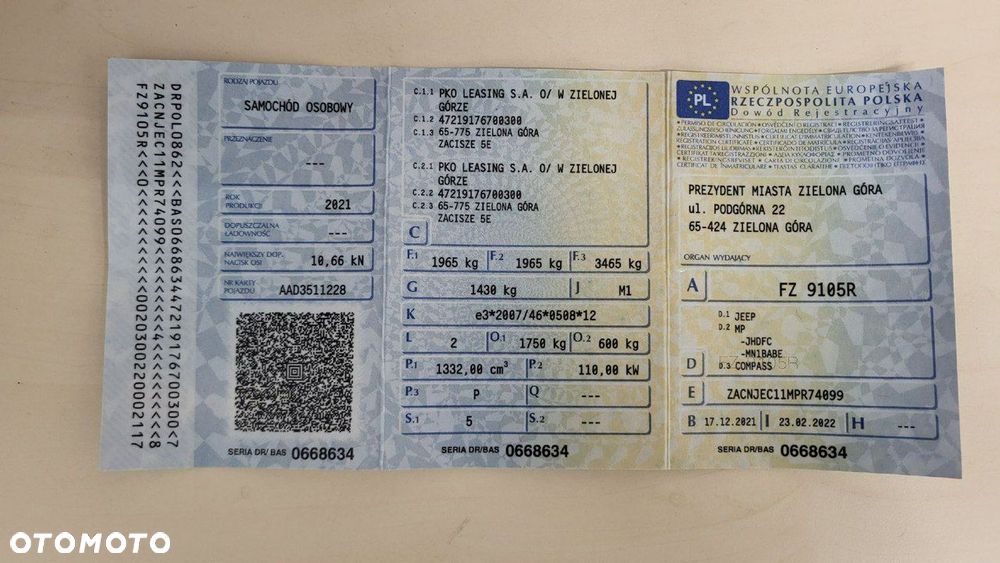 DRPOLO862<<<BAS066863447219176700300<7
ZACNJEC11MPR74099<<<<<<<<<4<<<<<<<<8
FZ9105R<<<<0<<<<<<<<0020300220002117
RODZAJ POJAZDU
SAMOCHÓD OSOBOWY
PRZEZNACZENIE
---
ROK PRODUKCJI 2021
DOPUSZCZALNA ŁADOWNOŚĆ ---
NAJWIĘKSZY DOP. NACISK OSI 10,66 kN
NR KARTY POJAZDU AAD3511228
SERIA DR/ BAS 0668634
C.1.1 PKO LEASING S.A. O/ W ZIELONEJ
GÓRZE
C.1.2 47219176700300
C.1.3 65-775 ZIELONA GÓRA
ZACISZE 5E
C.2.1 PKO LEASING S.A. O/ W ZIELONEJ
GÓRZE
C.2.2 47219176700300
C.2.3 65-775 ZIELONA GÓRA
ZACISZE 5E
C
F.1 1965 kg F.2 1965 kg F.3 3465 kg
G 1430 kg J M1
K e3*2007/46*0508*12
L 2 O.1 1750 kg O.2 600 kg
P.1 1332,00 cm³ P.2 110,00 kW
P.3 P Q ---
S.1 5 S.2 ---
SERIA DR/BAS 0668634
PL
WSPÓLNOTA EUROPEJSKA
RZECZPOSPOLITA POLSKA
Dowód Rejestracyjny
PREZYDENT MIASTA ZIELONA GÓRA
ul. PODGÓRNA 22
65-424 ZIELONA GÓRA
ORGAN WYDAJĄCY
A FZ 9105R
D.1 JEEP
D.2 MP
-JHDFC
-MN1BABE
D D.3 COMPASS
E ZACNJEC11MPR74099
B 17.12.2021 I 23.02.2022 H ---
SERIA DR/BAS 0668634
OTOMOTO